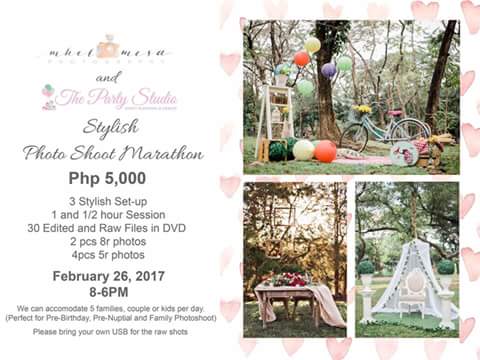 mhel mesa
PHOTOGRAPHY
and
The Party Studio
Stylish
Photo Shoot Marathon
Php 5,000
3 Stylish Set-up
1 and 1/2 hour Session
30 Edited and Raw Files in DVD
2 pcs 8r photos
4pcs 5r photos
February 26, 2017
8-6PM
We can accomodate 5 families, couple or kids per day.
(Perfect for Pre-Birthday, Pre-Nuptial and Family Photoshoot)
Please bring your own USB for the raw shots